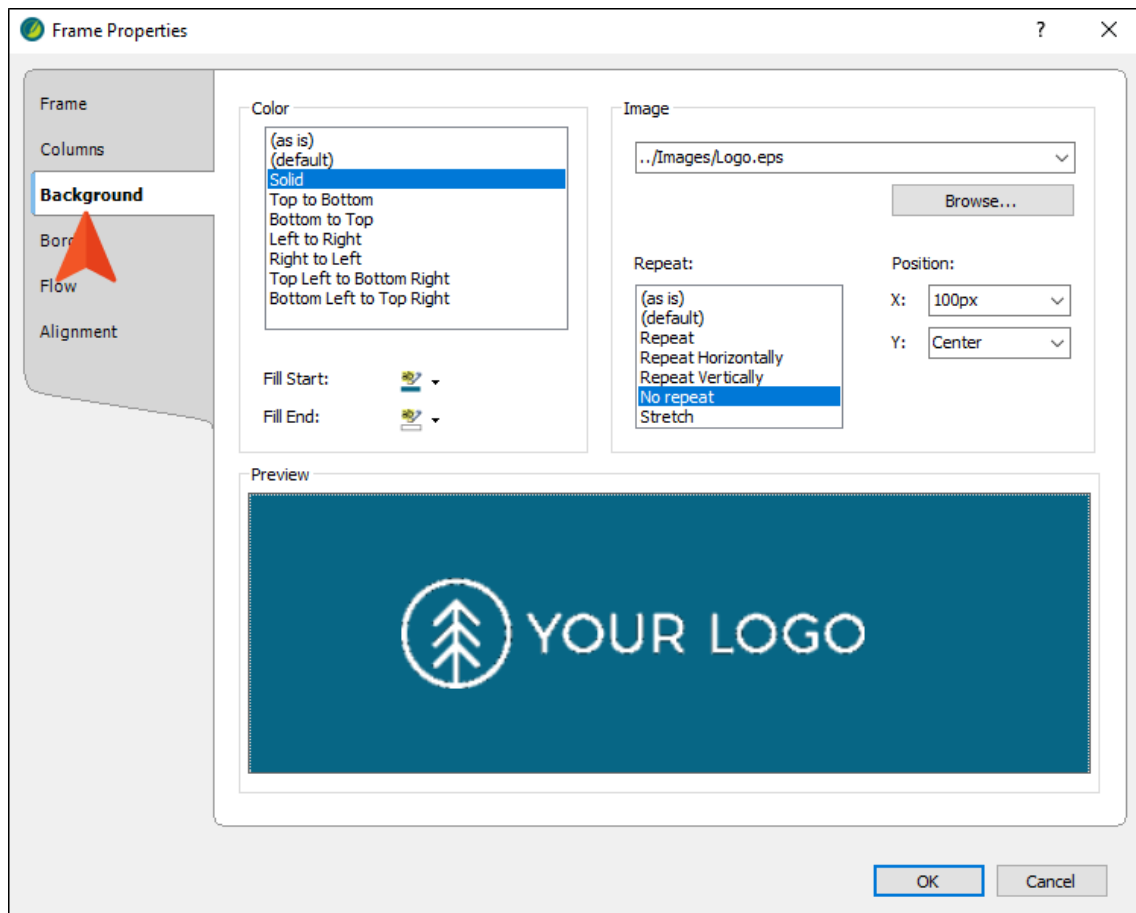 Frame Properties
?
Frame
Columns
Background
Flow
Alignment
Color
(as is)
(default)
Solid
Top to Bottom
Bottom to Top
Left to Right
Right to Left
Top Left to Bottom Right
Bottom Left to Top Right
Fill Start:
Fill End:
Image
../Images/Logo.eps
Browse...
Repeat:
(as is)
(default)
Repeat
Repeat Horizontally
Repeat Vertically
No repeat
Stretch
Position:
X: 100px
Y: Center
Preview
YOUR LOGO
OK
Cancel